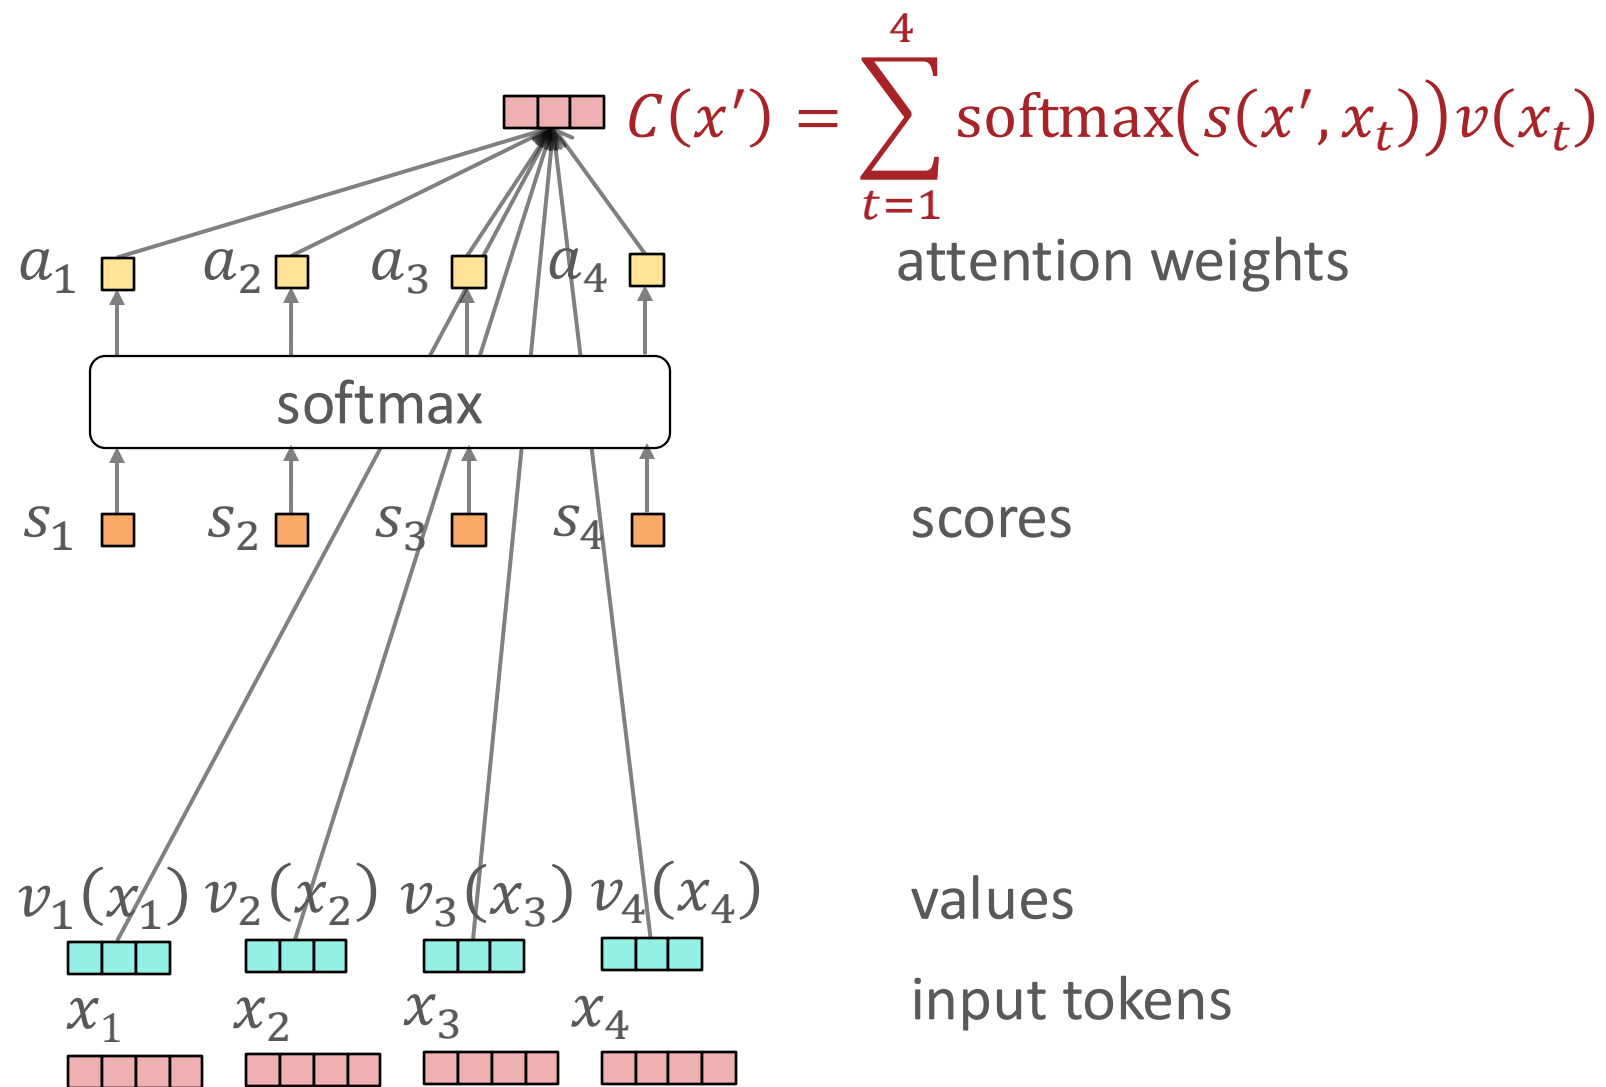 C(x′) = ∑_{t=1}^{4} softmax(s(x′, x_t))v(x_t)
a₁ a₂ a₃ a₄ attention weights
softmax
s₁ s₂ s₃ s₄ scores
v₁(x₁) v₂(x₂) v₃(x₃) v₄(x₄) values
x₁ x₂ x₃ x₄ input tokens